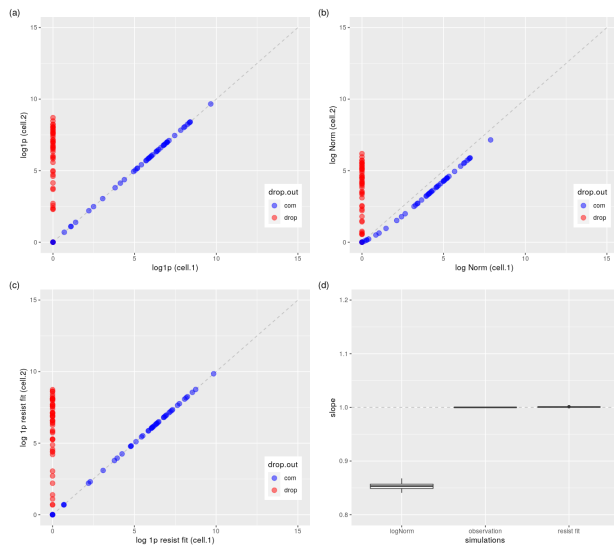 (a)
15
10
5
0
log1p (cell.2)
0
5
10
15
log1p (cell.1)
drop.out
com
drop
(b)
15
10
5
0
log Norm (cell.2)
0
5
10
15
log Norm (cell.1)
drop.out
com
drop
(c)
15
10
5
0
log 1p resist fit (cell.2)
0
5
10
15
log 1p resist fit (cell.1)
drop.out
com
drop
(d)
1.2
1.1
1.0
0.9
0.8
slope
logNorm
observation
resist fit
simulations